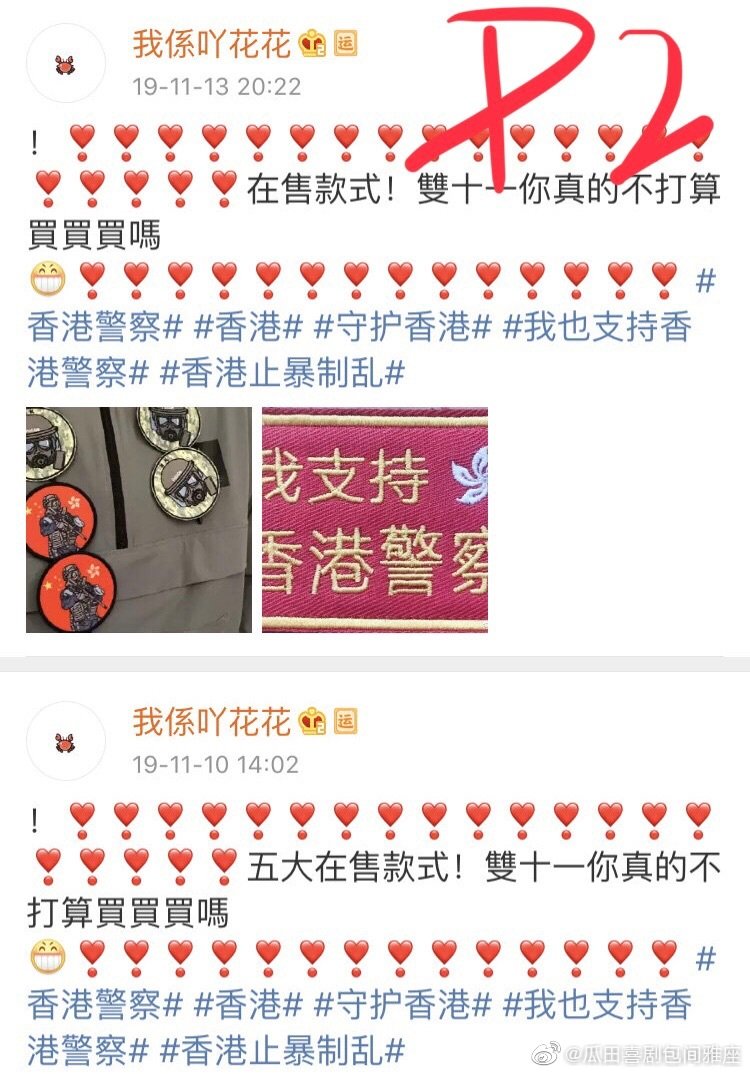 我係吖花花 运
19-11-13 20:22
P2
! ❣❣❣❣❣❣❣❣❣❣❣❣❣❣❣
❣❣❣❣❣在售款式！雙十一你真的不打算
買買買嗎
😁❣❣❣❣❣❣❣❣❣❣❣❣❣❣ #
香港警察# #香港# #守护香港# #我也支持香
港警察# #香港止暴制乱#
我支持
香港警察
我係吖花花 运
19-11-10 14:02
! ❣❣❣❣❣❣❣❣❣❣❣❣❣❣❣
❣❣❣❣❣五大在售款式！雙十一你真的不
打算買買買嗎
😁❣❣❣❣❣❣❣❣❣❣❣❣❣❣ #
香港警察# #香港# #守护香港# #我也支持香
港警察# #香港止暴制乱#
@瓜田喜剧包间雅座